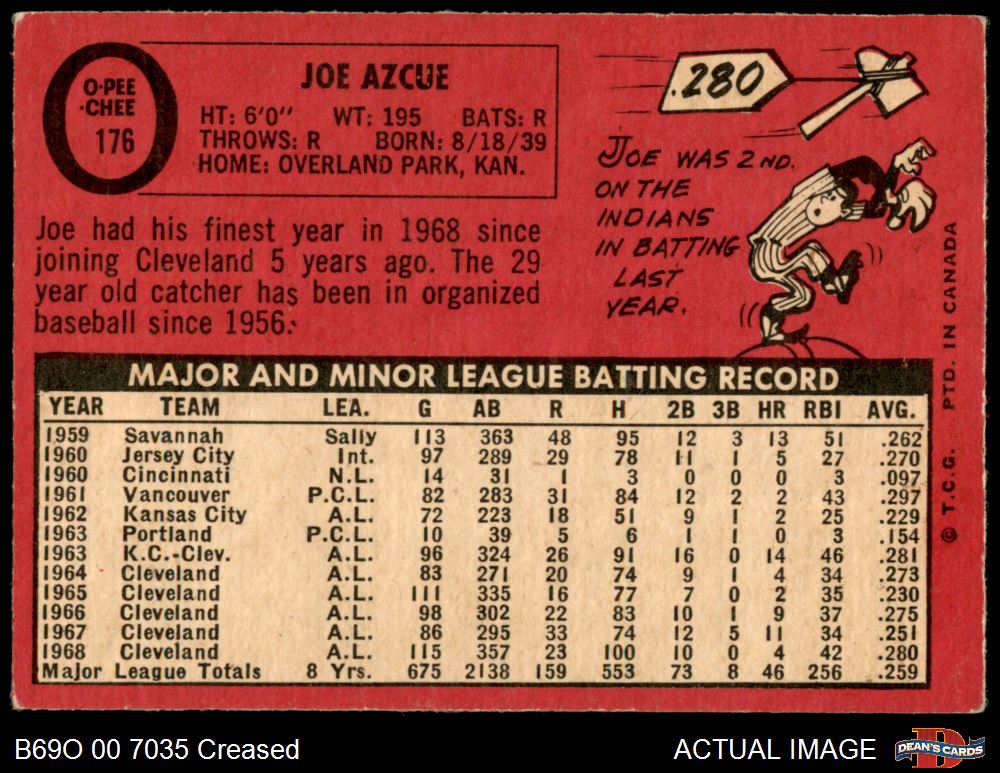 O·PEE
·CHEE
176
JOE AZCUE
HT: 6'0" WT: 195 BATS: R
THROWS: R BORN: 8/18/39
HOME: OVERLAND PARK, KAN.
Joe had his finest year in 1968 since
joining Cleveland 5 years ago. The 29
year old catcher has been in organized
baseball since 1956.
.280
JOE WAS 2ND.
ON THE
INDIANS
IN BATTING
LAST
YEAR.
MAJOR AND MINOR LEAGUE BATTING RECORD
YEAR TEAM LEA. G AB R H 2B 3B HR RBI AVG.
1959 Savannah Sally 113 363 48 95 12 3 13 51 .262
1960 Jersey City Int. 97 289 29 78 11 1 5 27 .270
1960 Cincinnati N.L. 14 31 1 3 0 0 0 3 .097
1961 Vancouver P.C.L. 82 283 31 84 12 2 2 43 .297
1962 Kansas City A.L. 72 223 18 51 9 1 2 25 .229
1963 Portland P.C.L. 10 39 5 6 1 1 0 3 .154
1963 K.C.-Clev. A.L. 96 324 26 91 16 0 14 46 .281
1964 Cleveland A.L. 83 271 20 74 9 1 4 34 .273
1965 Cleveland A.L. 111 335 16 77 7 0 2 35 .230
1966 Cleveland A.L. 98 302 22 83 10 1 9 37 .275
1967 Cleveland A.L. 86 295 33 74 12 5 11 34 .251
1968 Cleveland A.L. 115 357 23 100 10 0 4 42 .280
Major League Totals 8 Yrs. 675 2138 159 553 73 8 46 256 .259
© T.C.G. PTD. IN CANADA
B69O 00 7035 Creased
ACTUAL IMAGE
DEAN'S CARDS